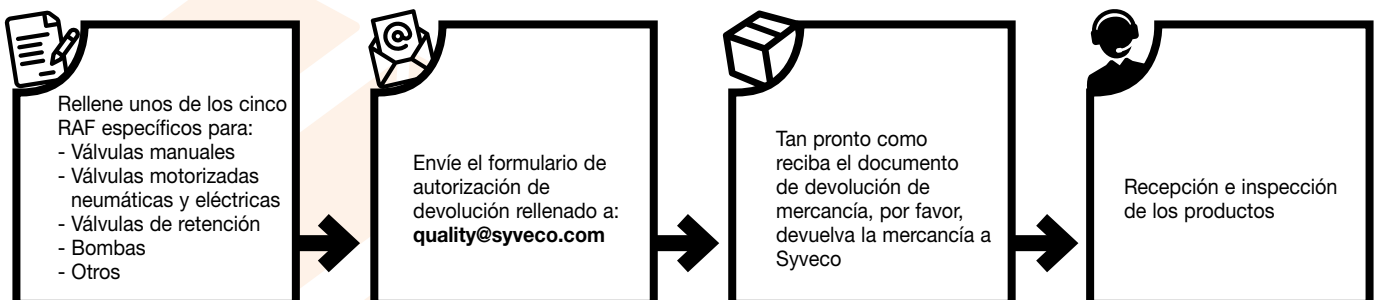 Rellene unos de los cinco
RAF específicos para:
- Válvulas manuales
- Válvulas motorizadas
neumáticas y eléctricas
- Válvulas de retención
- Bombas
- Otros
Envíe el formulario de
autorización de
devolución rellenado a:
quality@syveco.com
Tan pronto como
reciba el documento
de devolución de
mercancía, por favor,
devuelva la mercancía a
Syveco
Recepción e inspección
de los productos